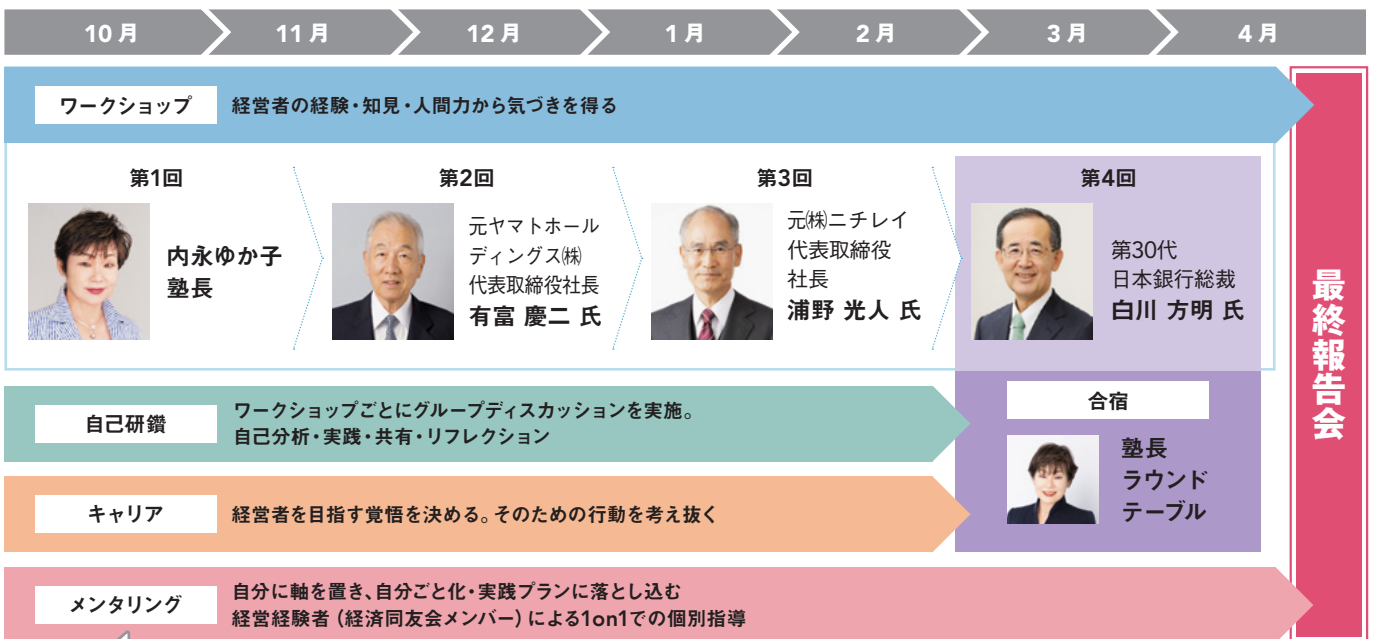 10月
11月
12月
1月
2月
3月
4月
ワークショップ
経営者の経験・知見・人間力から気づきを得る
第1回
内永ゆか子
塾長
第2回
元ヤマトホール
ディングス㈱
代表取締役社長
有富 慶二 氏
第3回
元㈱ニチレイ
代表取締役
社長
浦野 光人 氏
第4回
第30代
日本銀行総裁
白川 方明 氏
自己研鑽
ワークショップごとにグループディスカッションを実施。
自己分析・実践・共有・リフレクション
キャリア
経営者を目指す覚悟を決める。そのための行動を考え抜く
合宿
塾長
ラウンド
テーブル
メンタリング
自分に軸を置き、自分ごと化・実践プランに落とし込む
経営経験者（経済同友会メンバー）による1on1での個別指導
最終報告会